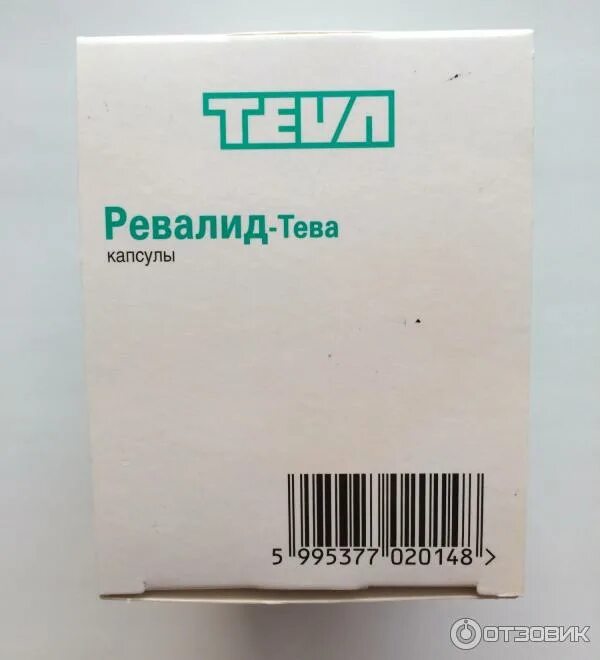 TEVA
Ревалид-Тева
капсулы
5 995377 020148 >
ОТЗОВИК